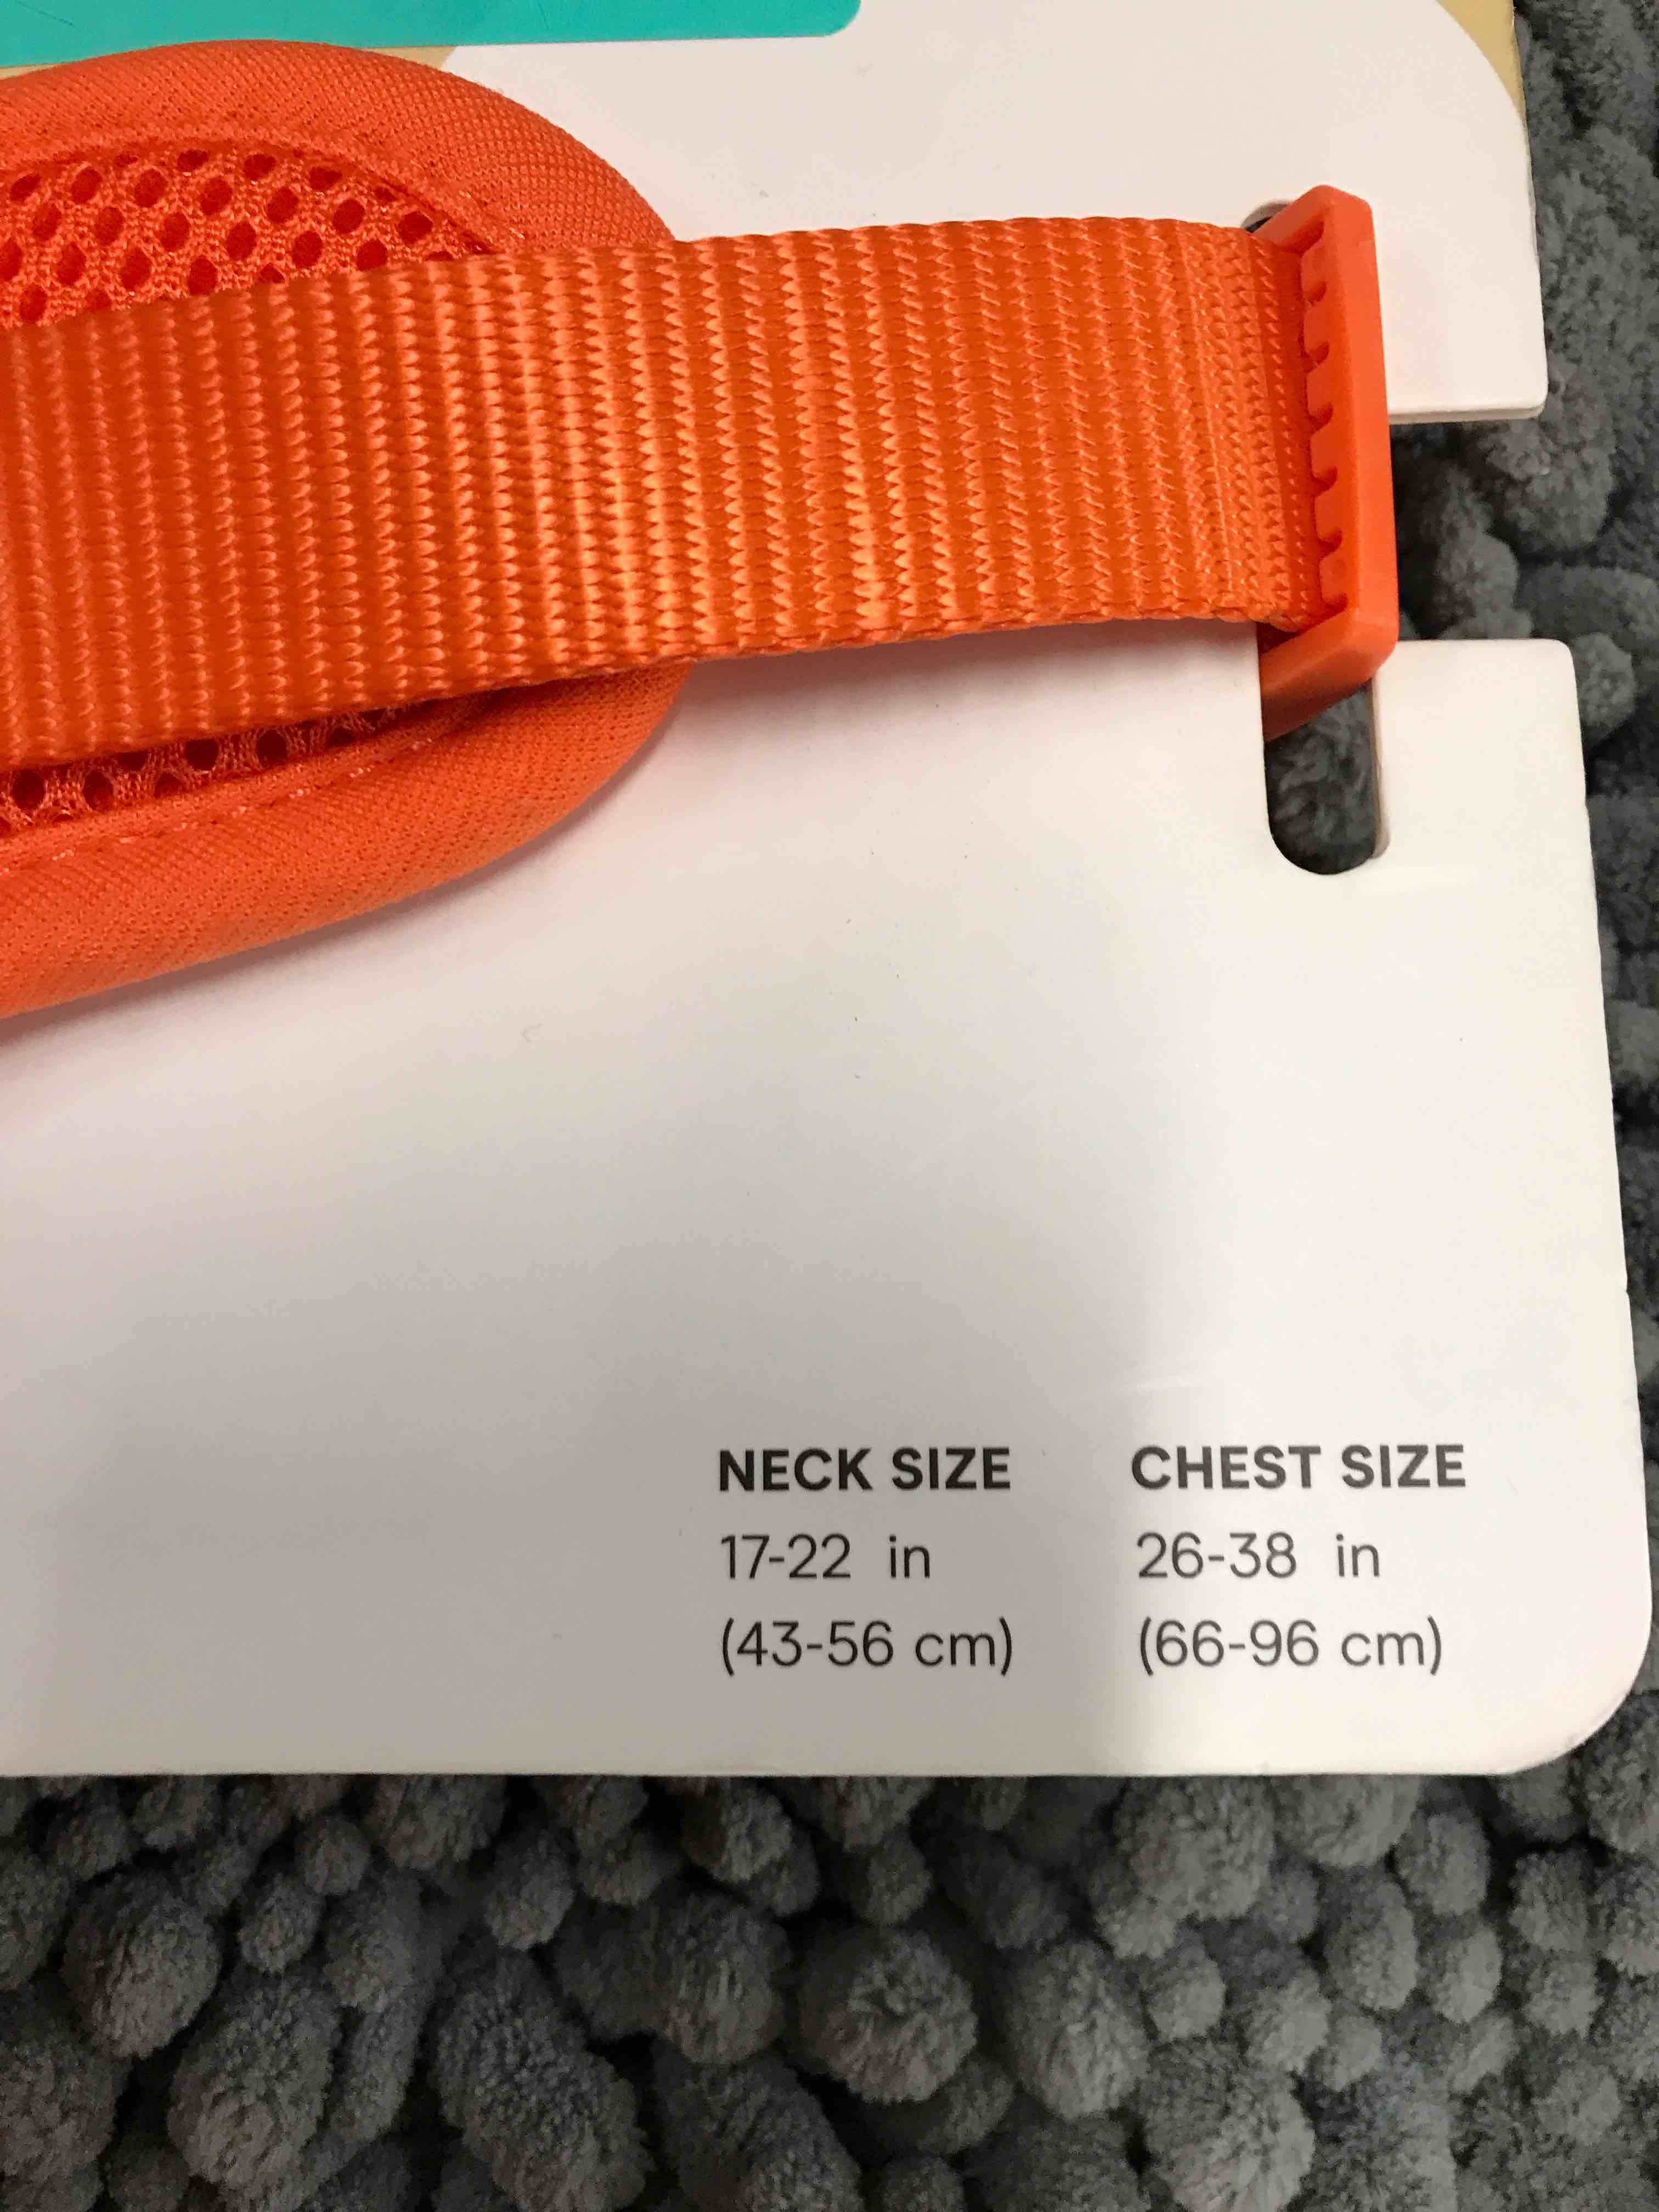 NECK SIZE
17-22 in
(43-56 cm)
CHEST SIZE
26-38 in
(66-96 cm)